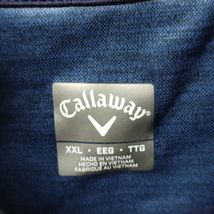 Callaway
XXL • EEG • TTG
MADE IN VIETNAM
HECHO EN VIETNAM
FABRIQUÉ AU VIETNAM